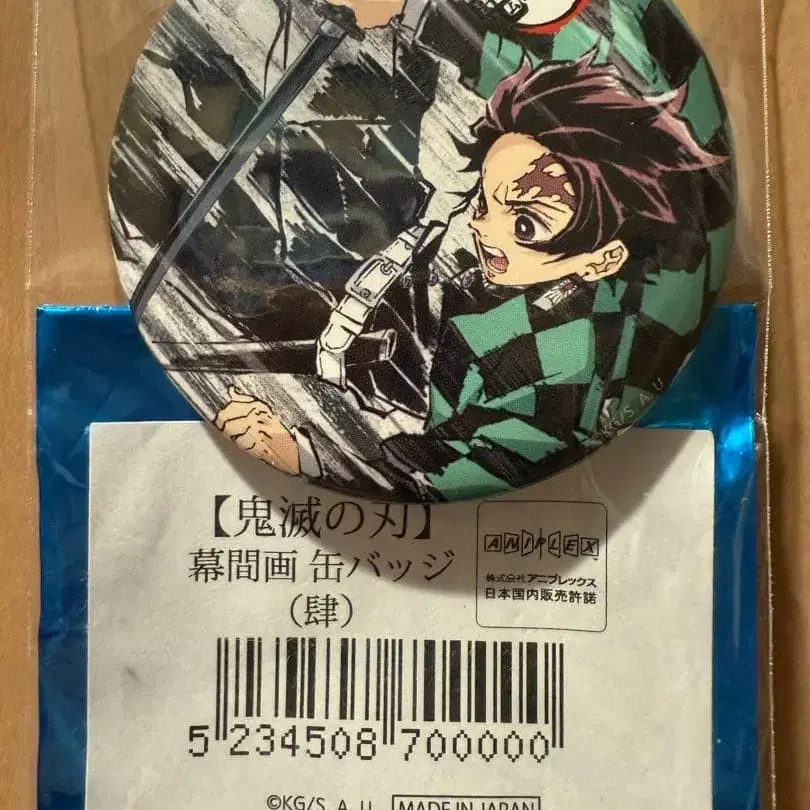 KG/S. A. U
【鬼滅の刃】
幕間画 缶バッジ
（肆）
ANIPLEX
株式会社アニプレックス
日本国内販売許諾
5 234508 700000
©KG/S. A. U MADE IN JAPAN